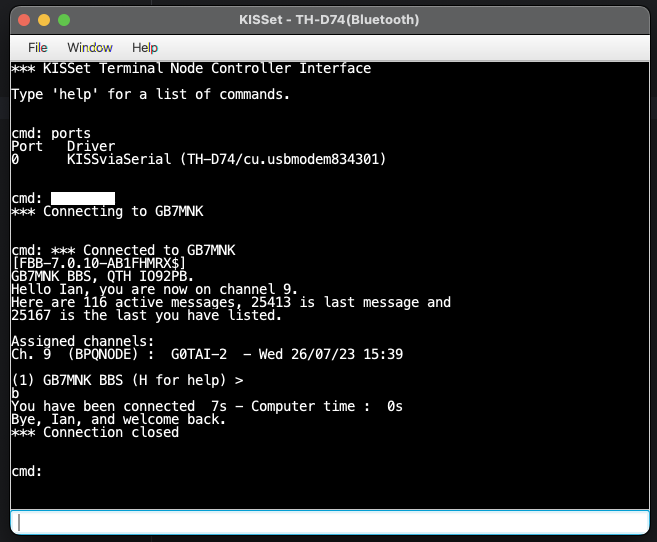 KISSet - TH-D74(Bluetooth)
File Window Help
*** KISSet Terminal Node Controller Interface
Type 'help' for a list of commands.
cmd: ports
Port   Driver
0      KISSviaSerial (TH-D74/cu.usbmodem834301)
cmd:
*** Connecting to GB7MNK
cmd: *** Connected to GB7MNK
[FBB-7.0.10-AB1FHMRX$]
GB7MNK BBS, QTH IO92PB.
Hello Ian, you are now on channel 9.
Here are 116 active messages, 25413 is last message and
25167 is the last you have listed.
Assigned channels:
Ch. 9  (BPQNODE) :  G0TAI-2  - Wed 26/07/23 15:39
(1) GB7MNK BBS (H for help) >
b
You have been connected  7s - Computer time :  0s
Bye, Ian, and welcome back.
*** Connection closed
cmd: